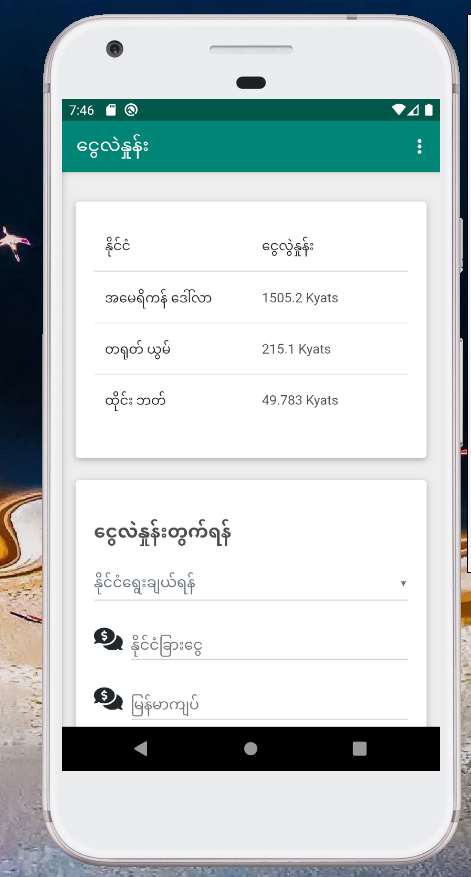 7:46
ငွေလဲနှုန်း
နိုင်ငံ ငွေလွဲနှုန်း
အမေရိကန် ဒေါ်လာ 1505.2 Kyats
တရုတ် ယွမ် 215.1 Kyats
ထိုင်း ဘတ် 49.783 Kyats
ငွေလဲနှုန်းတွက်ရန်
နိုင်ငံရွေးချယ်ရန်
နိုင်ငံခြားငွေ
မြန်မာကျပ်